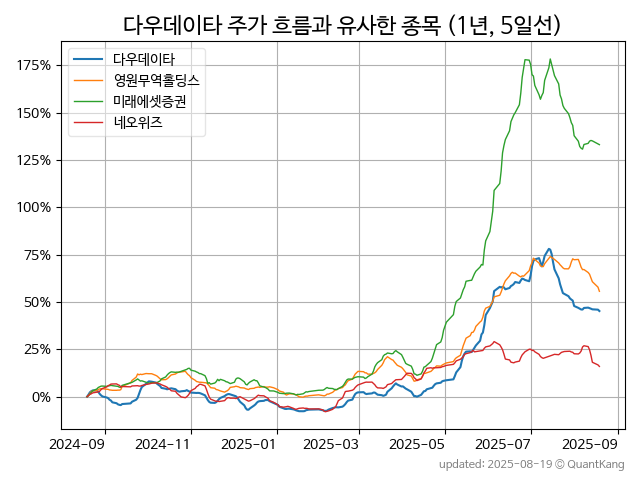 다우데이타 주가 흐름과 유사한 종목 (1년, 5일선)
다우데이타
영원무역홀딩스
미래에셋증권
네오위즈
175%
150%
125%
100%
75%
50%
25%
0%
2024-09 2024-11 2025-01 2025-03 2025-05 2025-07 2025-09
updated: 2025-08-19 © QuantKang